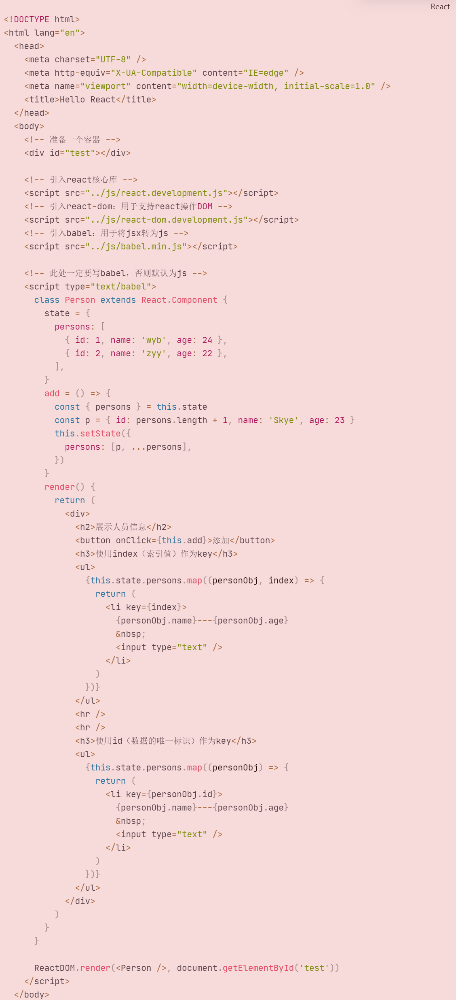 React
<!DOCTYPE html>
<html lang="en">
  <head>
    <meta charset="UTF-8" />
    <meta http-equiv="X-UA-Compatible" content="IE=edge" />
    <meta name="viewport" content="width=device-width, initial-scale=1.0" />
    <title>Hello React</title>
  </head>
  <body>
    <!-- 准备一个容器 -->
    <div id="test"></div>

    <!-- 引入react核心库 -->
    <script src="../js/react.development.js"></script>
    <!-- 引入react-dom：用于支持react操作DOM -->
    <script src="../js/react-dom.development.js"></script>
    <!-- 引入babel：用于将jsx转为js -->
    <script src="../js/babel.min.js"></script>

    <!-- 此处一定要写babel，否则默认为js -->
    <script type="text/babel">
      class Person extends React.Component {
        state = {
          persons: [
            { id: 1, name: 'wyb', age: 24 },
            { id: 2, name: 'zyy', age: 22 },
          ],
        }
        add = () => {
          const { persons } = this.state
          const p = { id: persons.length + 1, name: 'Skye', age: 23 }
          this.setState({
            persons: [p, ...persons],
          })
        }
        render() {
          return (
            <div>
              <h2>展示人员信息</h2>
              <button onClick={this.add}>添加</button>
              <h3>使用index（索引值）作为key</h3>
              <ul>
                {this.state.persons.map((personObj, index) => {
                  return (
                    <li key={index}>
                      {personObj.name}---{personObj.age}
                      &nbsp;
                      <input type="text" />
                    </li>
                  )
                })}
              </ul>
              <hr />
              <hr />
              <h3>使用id（数据的唯一标识）作为key</h3>
              <ul>
                {this.state.persons.map((personObj) => {
                  return (
                    <li key={personObj.id}>
                      {personObj.name}---{personObj.age}
                      &nbsp;
                      <input type="text" />
                    </li>
                  )
                })}
              </ul>
            </div>
          )
        }
      }

      ReactDOM.render(<Person />, document.getElementById('test'))
    </script>
  </body>